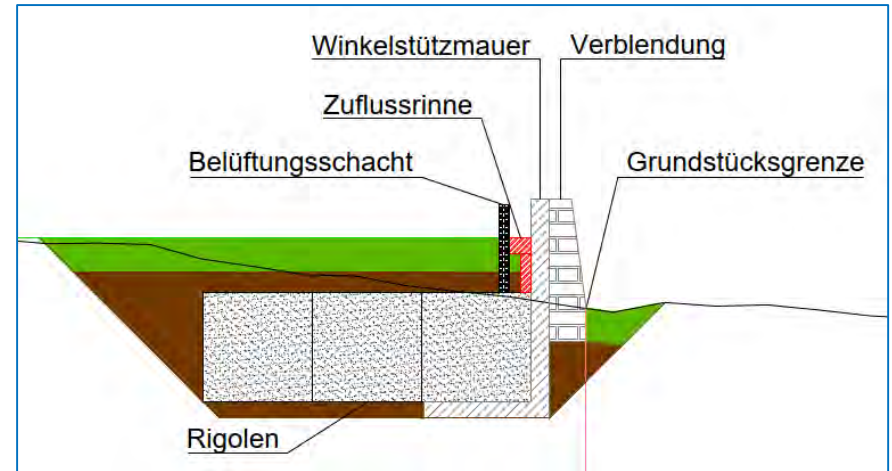 Winkelstützmauer
Verblendung
Zuflussrinne
Belüftungsschacht
Grundstücksgrenze
Rigolen